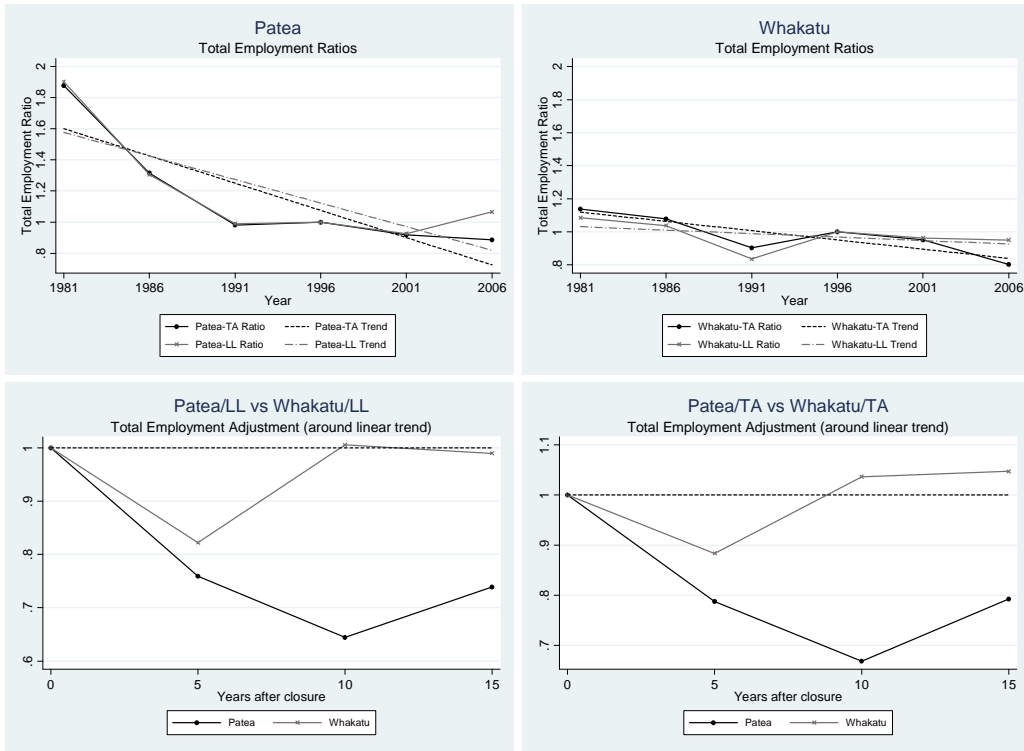 Patea
Total Employment Ratios
Total Employment Ratio
2
1.8
1.6
1.4
1.2
1
.8
1981 1986 1991 1996 2001 2006
Year
Patea-TA Ratio Patea-TA Trend
Patea-LL Ratio Patea-LL Trend
Whakatu
Total Employment Ratios
Total Employment Ratio
2
1.8
1.6
1.4
1.2
1
.8
1981 1986 1991 1996 2001 2006
Year
Whakatu-TA Ratio Whakatu-TA Trend
Whakatu-LL Ratio Whakatu-LL Trend
Patea/LL vs Whakatu/LL
Total Employment Adjustment (around linear trend)
1
.9
.8
.7
.6
0 5 10 15
Years after closure
Patea Whakatu
Patea/TA vs Whakatu/TA
Total Employment Adjustment (around linear trend)
1.1
1
.9
.8
.7
0 5 10 15
Years after closure
Patea Whakatu